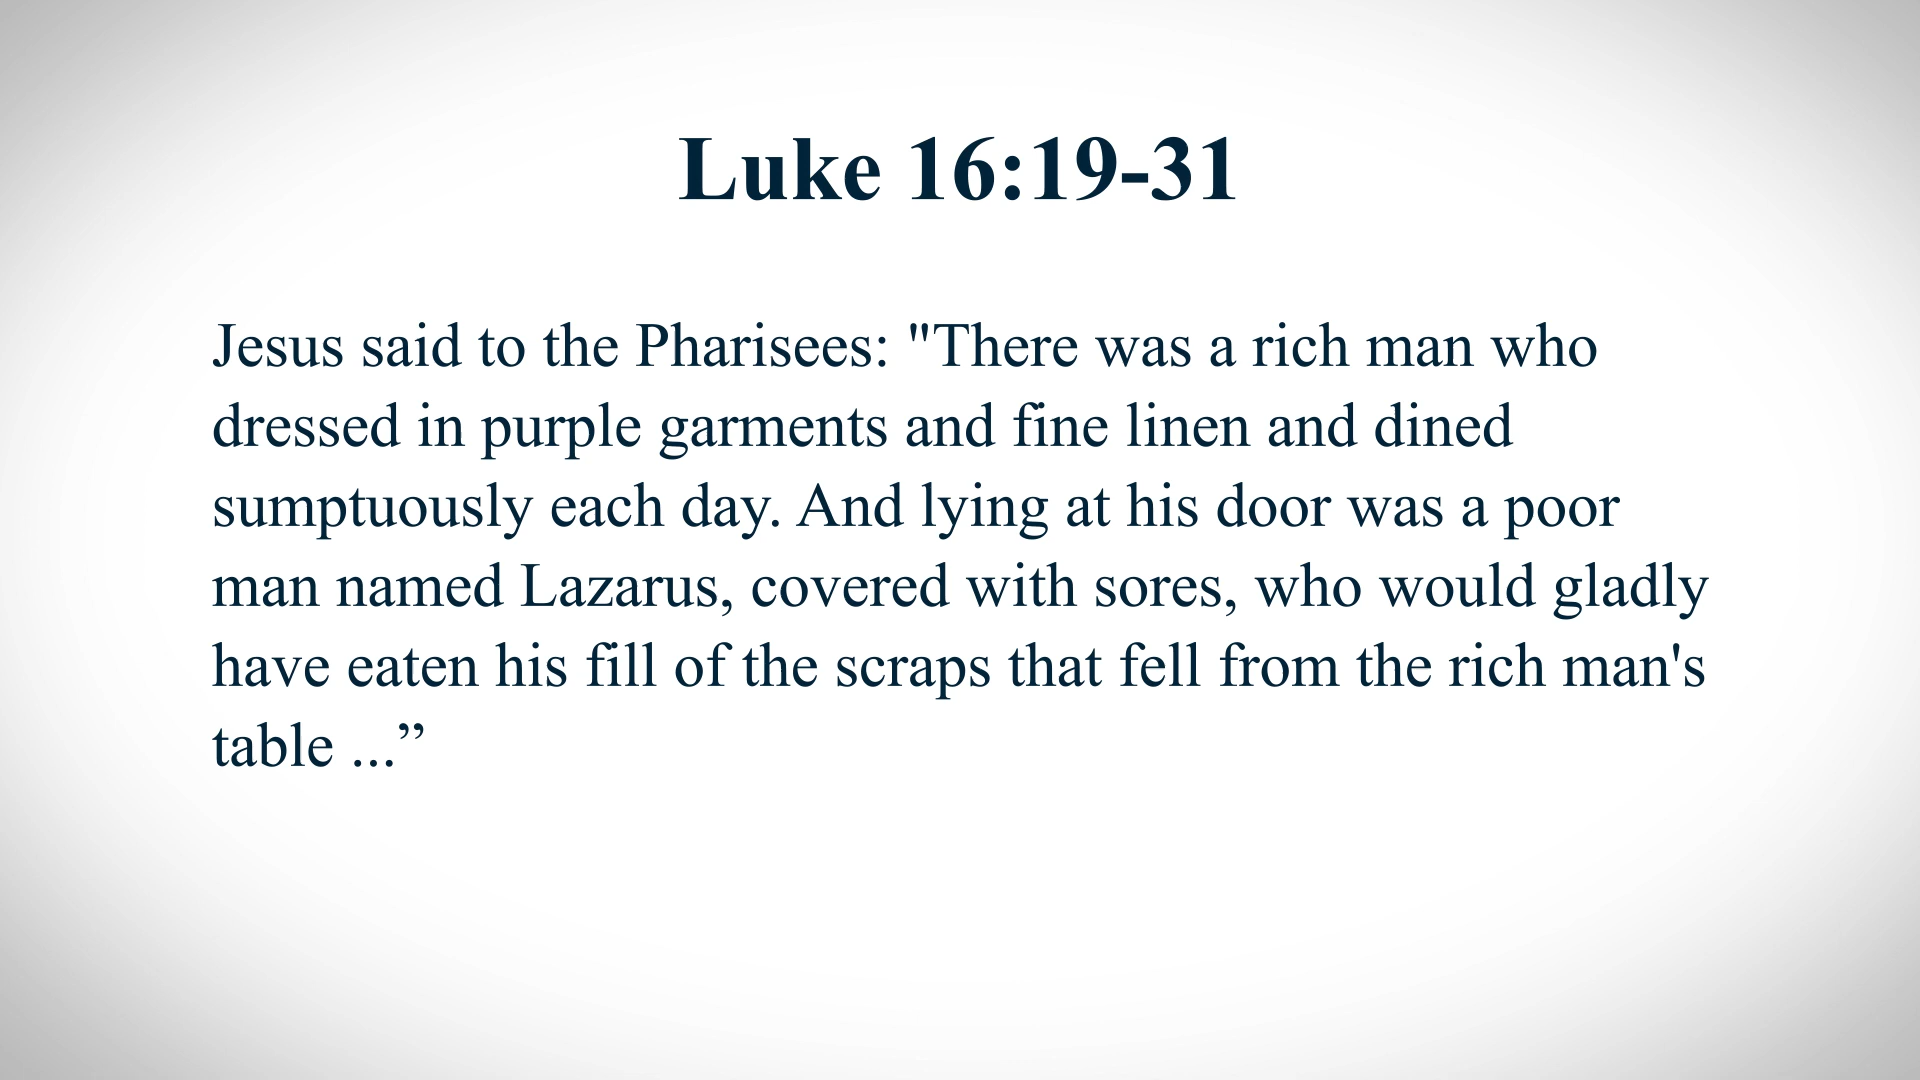 Luke 16:19-31
Jesus said to the Pharisees: "There was a rich man who
dressed in purple garments and fine linen and dined
sumptuously each day. And lying at his door was a poor
man named Lazarus, covered with sores, who would gladly
have eaten his fill of the scraps that fell from the rich man's
table ...”